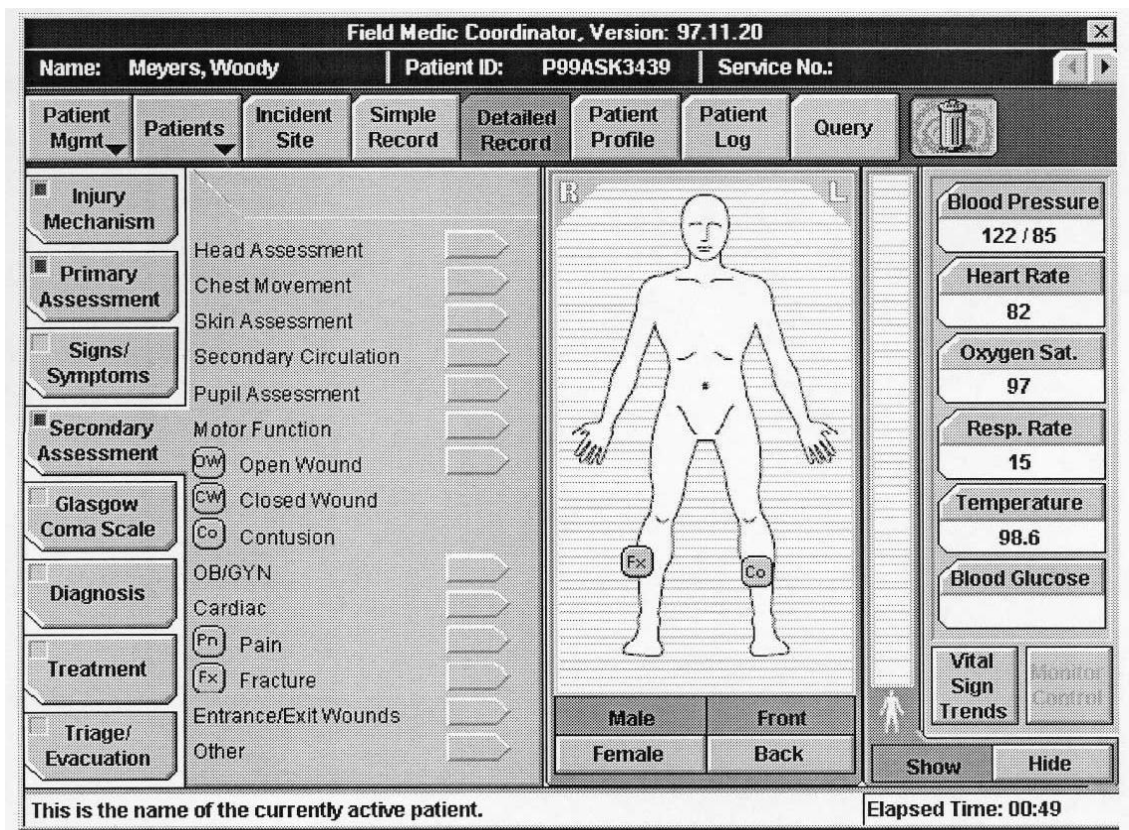 Field Medic Coordinator, Version: 97.11.20
Name: Meyers, Woody Patient ID: P99ASK3439 Service No.:
Patient
Mgmt
Patients
Incident
Site
Simple
Record
Detailed
Record
Patient
Profile
Patient
Log
Query
Injury
Mechanism
Primary
Assessment
Signs/
Symptoms
Secondary
Assessment
Glasgow
Coma Scale
Diagnosis
Treatment
Triage/
Evacuation
Head Assessment
Chest Movement
Skin Assessment
Secondary Circulation
Pupil Assessment
Motor Function
OW Open Wound
CW Closed Wound
Co Contusion
OB/GYN
Cardiac
Pn Pain
Fx Fracture
Entrance/Exit Wounds
Other
R L
Fx Co
Male Front
Female Back
Blood Pressure
122 / 85
Heart Rate
82
Oxygen Sat.
97
Resp. Rate
15
Temperature
98.6
Blood Glucose
Vital
Sign
Trends
Monitor
Control
Show Hide
This is the name of the currently active patient. Elapsed Time: 00:49